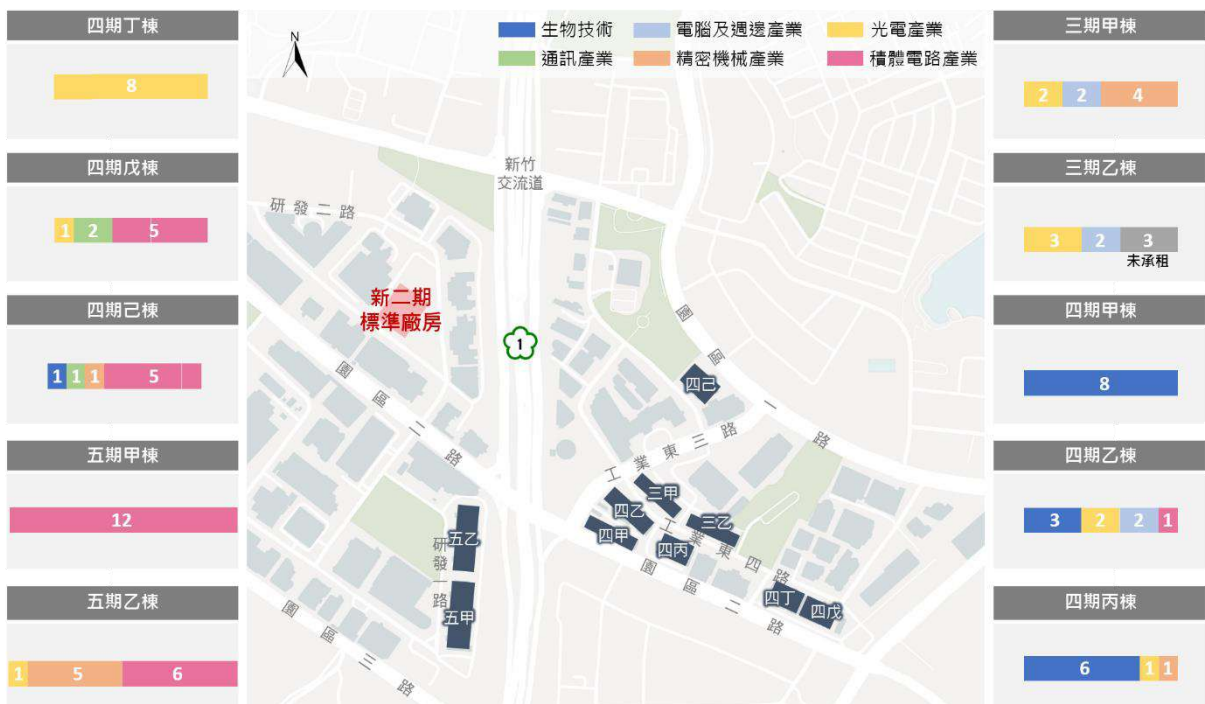 四期丁棟
8
四期戊棟
1 2 5
四期己棟
1 1 1 5
五期甲棟
12
五期乙棟
1 5 6
N
生物技術 電腦及週邊產業 光電產業
通訊產業 精密機械產業 積體電路產業
新竹
交流道
研發二路
新二期
標準廠房
1
園區一路
四己
工業東三路
園區二路
三甲
四乙
三乙
四甲
四丙
工業東四路
五乙
研發一路
五甲
四丁
四戊
園區二路
園區三路
三期甲棟
2 2 4
三期乙棟
3 2 3
未承租
四期甲棟
8
四期乙棟
3 2 2 1
四期丙棟
6 1 1